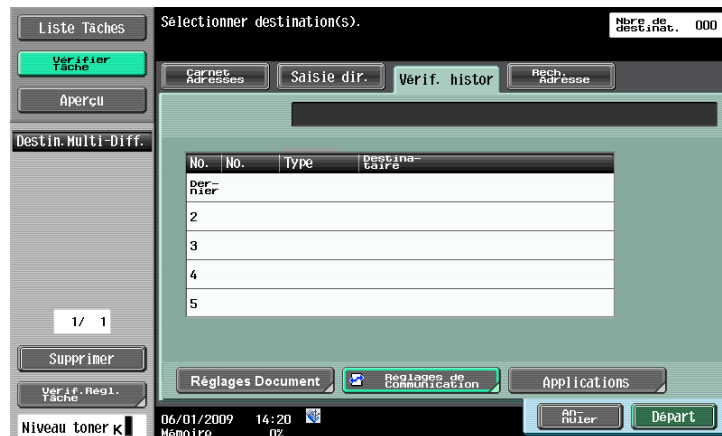 Liste Tâches
Sélectionner destination(s).
Nbre de
destinat.
000
Vérifier
Tâche
Carnet
Adresses
Saisie dir.
Vérif. histor
Rech.
Adresse
Aperçu
Destin.Multi-Diff.
No.
No.
Type
Destina-
taire
Der-
nier
2
3
4
5
1/ 1
Supprimer
Réglages Document
Réglages de
Communication
Applications
Vérif.Régl.
Tâche
Niveau toner K
06/01/2009 14:20
Mémoire 0%
An-
nuler
Départ